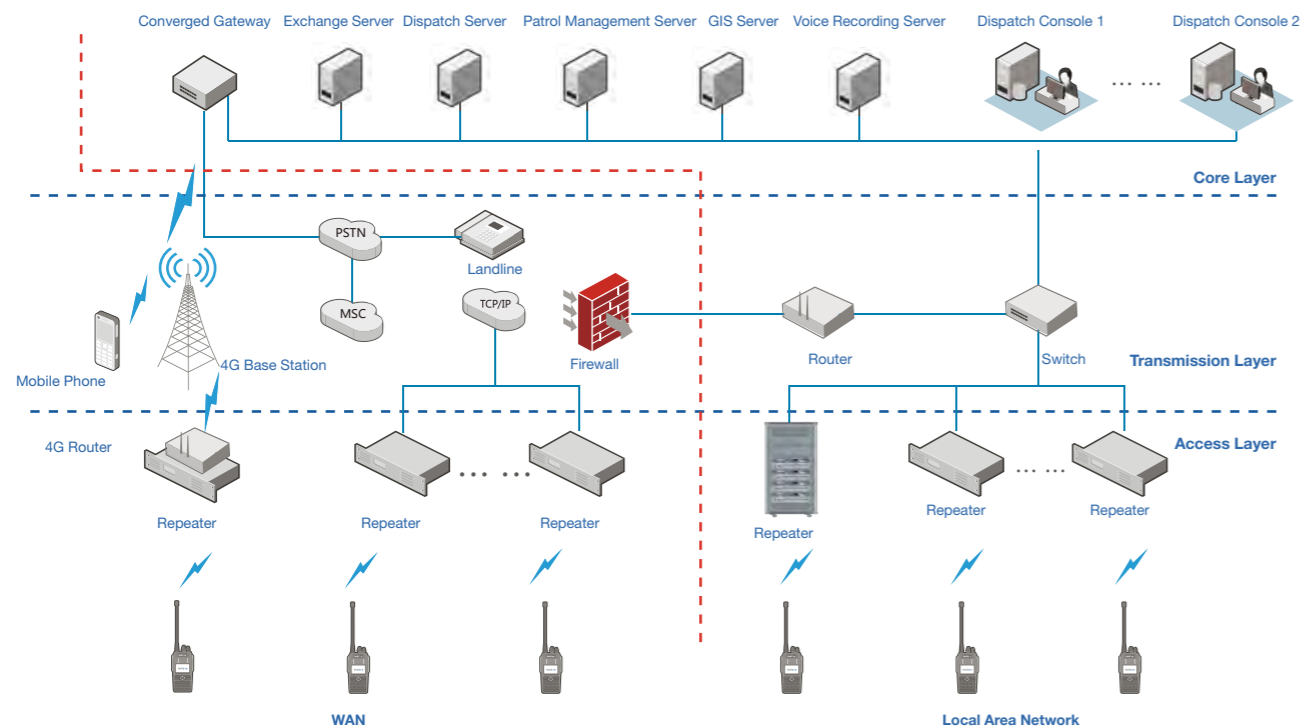 Converged Gateway
Exchange Server
Dispatch Server
Patrol Management Server
GIS Server
Voice Recording Server
Dispatch Console 1
Dispatch Console 2
... ...
Core Layer
PSTN
Landline
MSC
TCP/IP
Mobile Phone
4G Base Station
Firewall
Router
Switch
Transmission Layer
4G Router
Access Layer
... ...
... ...
Repeater
Repeater
Repeater
Repeater
Repeater
Repeater
WAN
Local Area Network